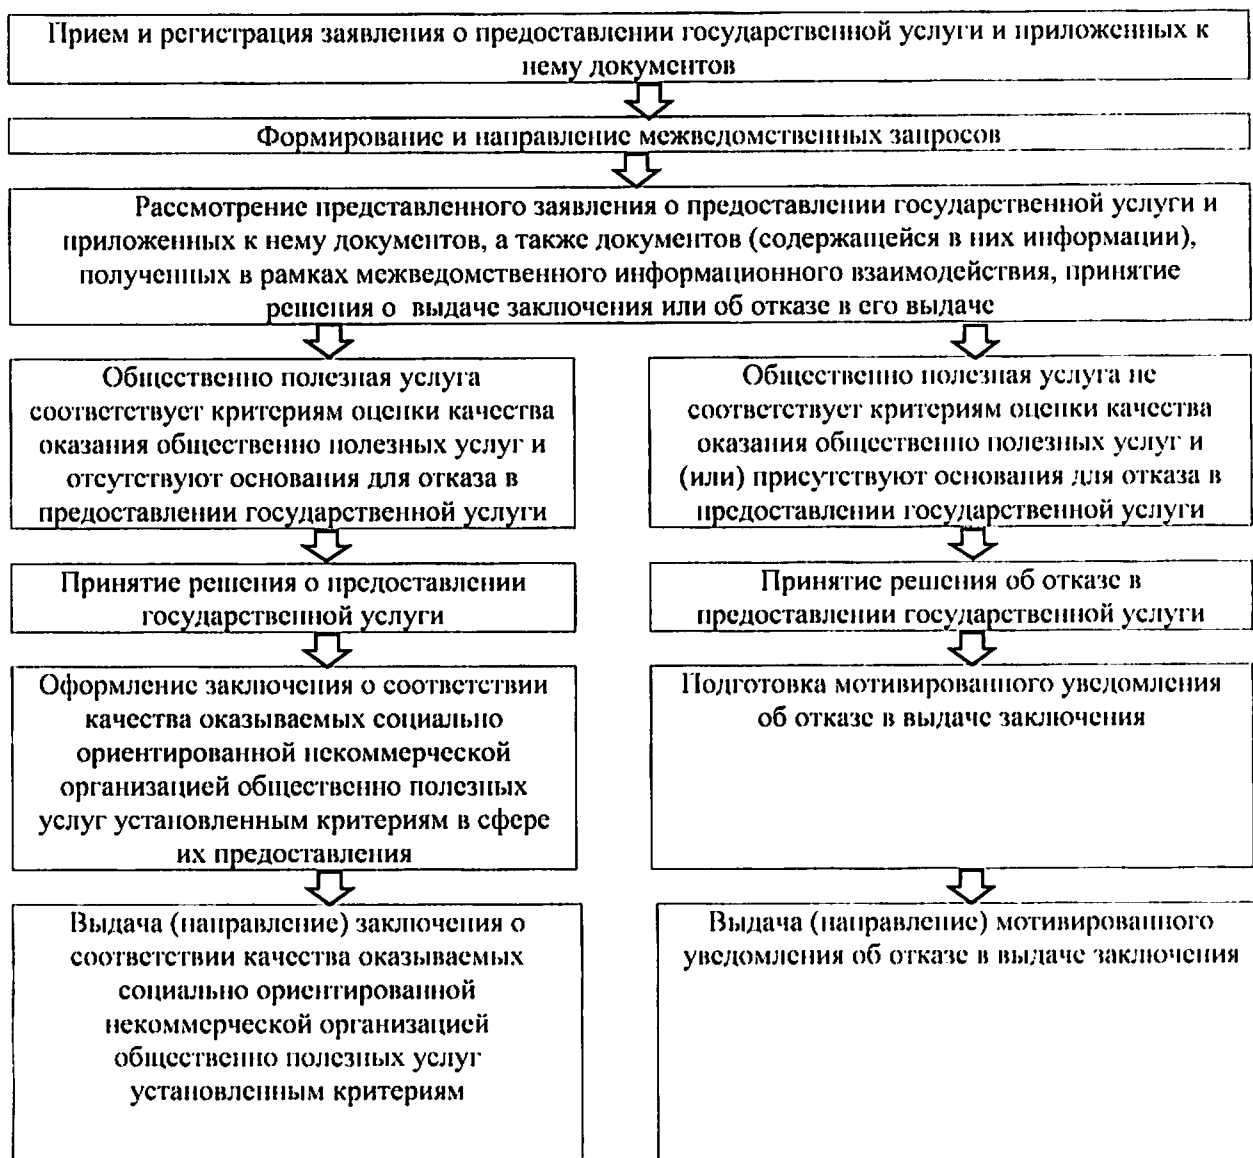 Прием и регистрация заявления о предоставлении государственной услуги и приложенных к
нему документов
Формирование и направление межведомственных запросов
Рассмотрение представленного заявления о предоставлении государственной услуги и
приложенных к нему документов, а также документов (содержащейся в них информации),
полученных в рамках межведомственного информационного взаимодействия, принятие
решения о выдаче заключения или об отказе в его выдаче
Общественно полезная услуга
соответствует критериям оценки качества
оказания общественно полезных услуг и
отсутствуют основания для отказа в
предоставлении государственной услуги
Общественно полезная услуга не
соответствует критериям оценки качества
оказания общественно полезных услуг и
(или) присутствуют основания для отказа в
предоставлении государственной услуги
Принятие решения о предоставлении
государственной услуги
Принятие решения об отказе в
предоставлении государственной услуги
Оформление заключения о соответствии
качества оказываемых социально
ориентированной некоммерческой
организацией общественно полезных
услуг установленным критериям в сфере
их предоставления
Подготовка мотивированного уведомления
об отказе в выдаче заключения
Выдача (направление) заключения о
соответствии качества оказываемых
социально ориентированной
некоммерческой организацией
общественно полезных услуг
установленным критериям
Выдача (направление) мотивированного
уведомления об отказе в выдаче заключения